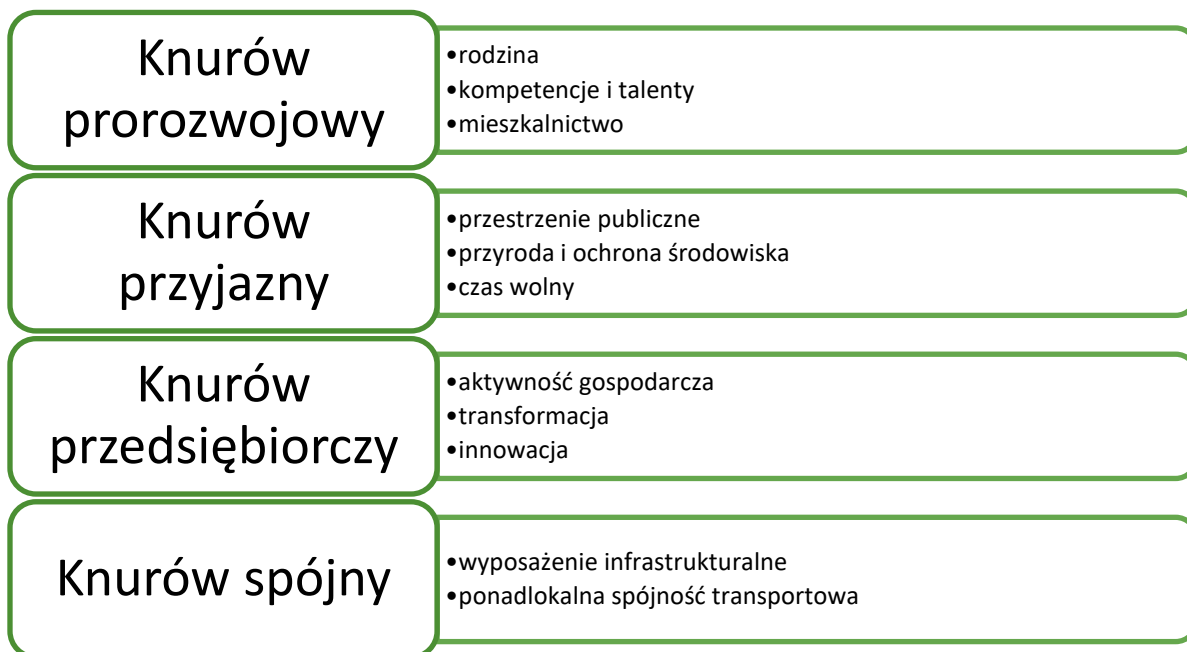 Knurów
prorozwojowy
•rodzina
•kompetencje i talenty
•mieszkalnictwo
Knurów
przyjazny
•przestrzenie publiczne
•przyroda i ochrona środowiska
•czas wolny
Knurów
przedsiębiorczy
•aktywność gospodarcza
•transformacja
•innowacja
Knurów spójny
•wyposażenie infrastrukturalne
•ponadlokalna spójność transportowa